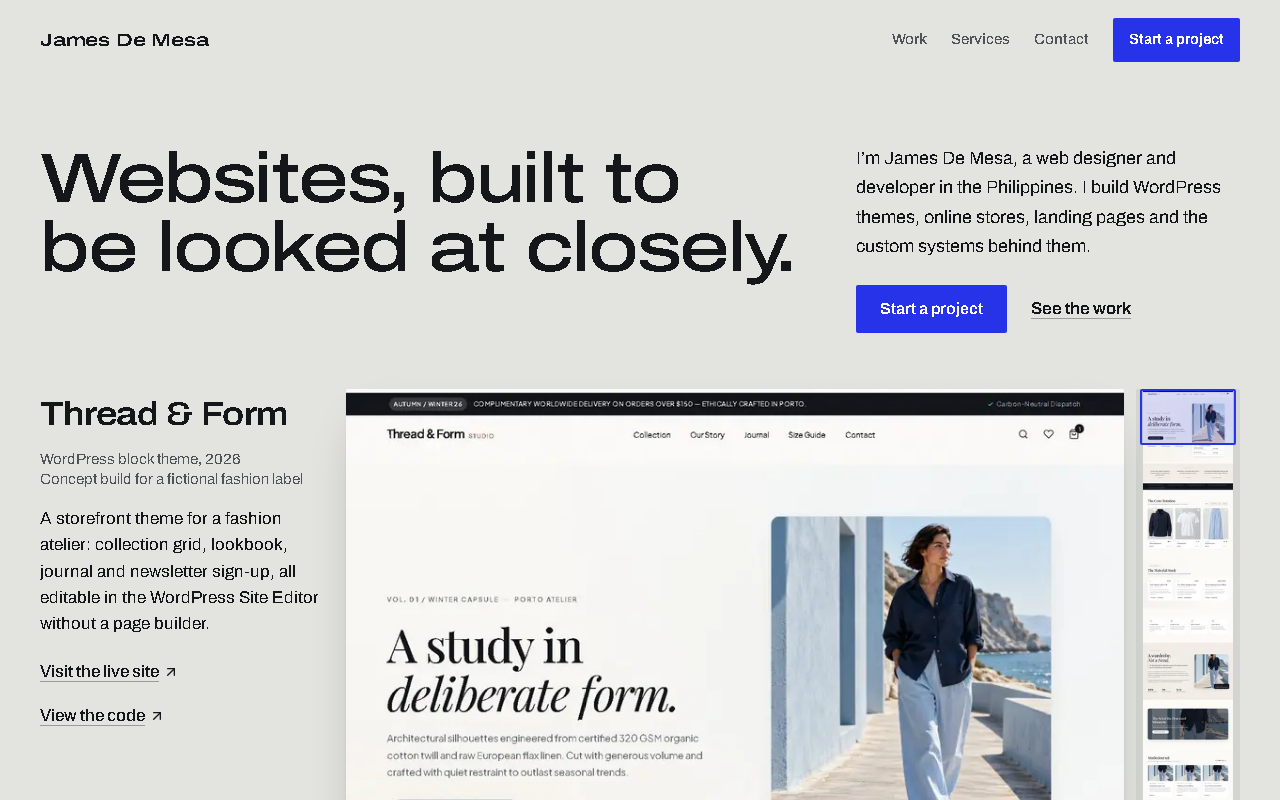 James De Mesa
Work
Services
Contact
Start a project
Websites, built to
be looked at closely.
I'm James De Mesa, a web designer and
developer in the Philippines. I build WordPress
themes, online stores, landing pages and the
custom systems behind them.
Start a project
See the work
Thread & Form
WordPress block theme, 2026
Concept build for a fictional fashion label
A storefront theme for a fashion
atelier: collection grid, lookbook,
journal and newsletter sign-up, all
editable in the WordPress Site Editor
without a page builder.
Visit the live site
View the code
AUTUMN / WINTER 26
COMPLIMENTARY WORLDWIDE DELIVERY ON ORDERS OVER $150 — ETHICALLY CRAFTED IN PORTO.
Carbon-Neutral Dispatch
Thread & Form STUDIO
Collection
Our Story
Journal
Size Guide
Contact
VOL. 01 / WINTER CAPSULE — PORTO ATELIER
A study in
deliberate form.
Architectural silhouettes engineered from certified 320 GSM organic
cotton twill and raw European flax linen. Cut with generous volume and
crafted with quiet restraint to outlast seasonal trends.
A study in
deliberate form.